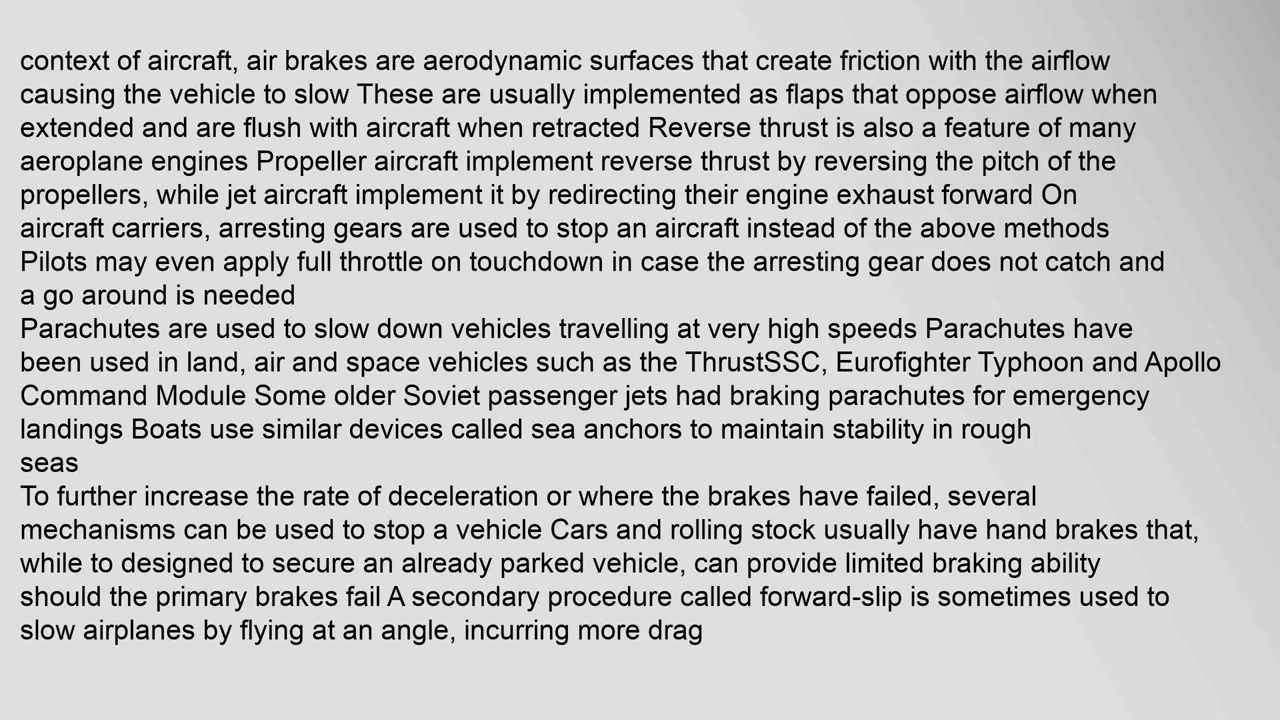 context of aircraft, air brakes are aerodynamic surfaces that create friction with the airflow
causing the vehicle to slow These are usually implemented as flaps that oppose airflow when
extended and are flush with aircraft when retracted Reverse thrust is also a feature of many
aeroplane engines Propeller aircraft implement reverse thrust by reversing the pitch of the
propellers, while jet aircraft implement it by redirecting their engine exhaust forward On
aircraft carriers, arresting gears are used to stop an aircraft instead of the above methods
Pilots may even apply full throttle on touchdown in case the arresting gear does not catch and
a go around is needed
Parachutes are used to slow down vehicles travelling at very high speeds Parachutes have
been used in land, air and space vehicles such as the ThrustSSC, Eurofighter Typhoon and Apollo
Command Module Some older Soviet passenger jets had braking parachutes for emergency
landings Boats use similar devices called sea anchors to maintain stability in rough
seas
To further increase the rate of deceleration or where the brakes have failed, several
mechanisms can be used to stop a vehicle Cars and rolling stock usually have hand brakes that,
while to designed to secure an already parked vehicle, can provide limited braking ability
should the primary brakes fail A secondary procedure called forward-slip is sometimes used to
slow airplanes by flying at an angle, incurring more drag